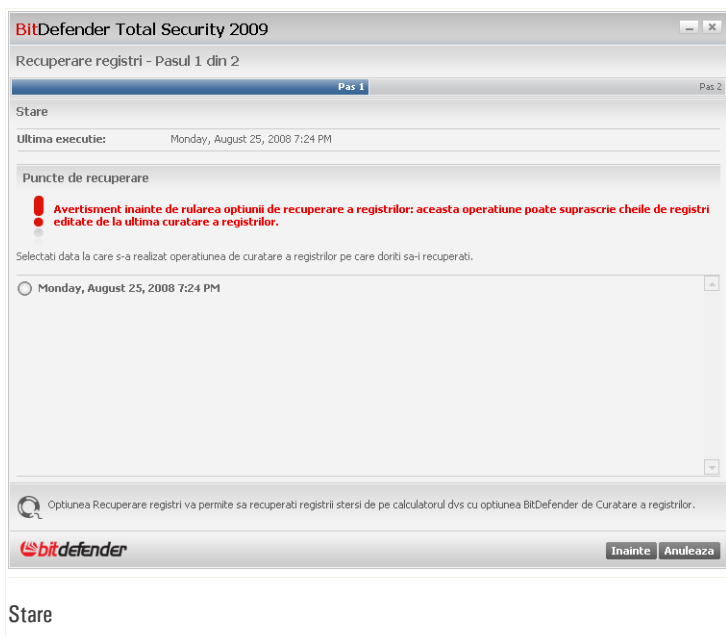 BitDefender Total Security 2009
Recuperare registri - Pasul 1 din 2
Pas 1
Pas 2
Stare
Ultima executie: Monday, August 25, 2008 7:24 PM
Puncte de recuperare
Avertisment inainte de rularea optiunii de recuperare a registrilor: aceasta operatiune poate suprascrie cheile de registri
editate de la ultima curatare a registrilor.
Selectati data la care s-a realizat operatiunea de curatare a registrilor pe care doriti sa-i recuperati.
Monday, August 25, 2008 7:24 PM
Optiunea Recuperare registri va permite sa recuperati registrii stersi de pe calculatorul dvs cu optiunea BitDefender de Curatare a registrilor.
bitdefender
Inainte Anuleaza
Stare